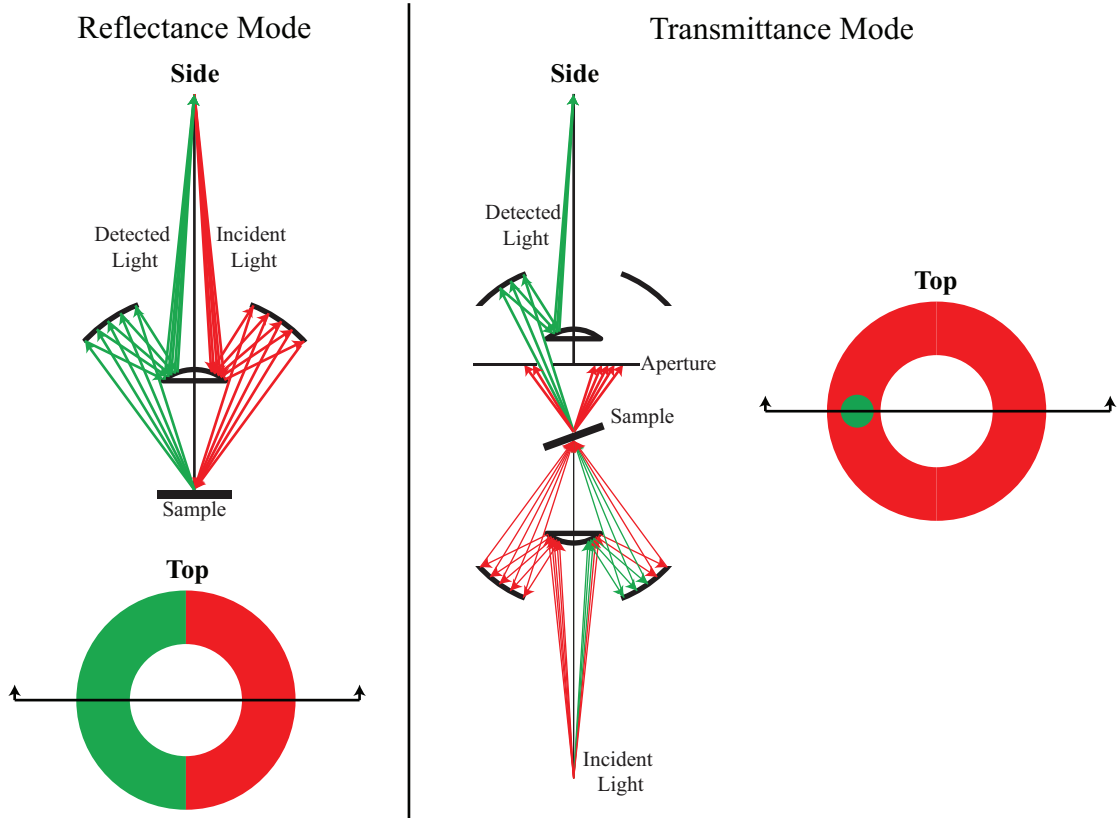 Reflectance Mode
Side
Detected
Light
Incident
Light
Sample
Top
Transmittance Mode
Side
Detected
Light
Aperture
Sample
Incident
Light
Top